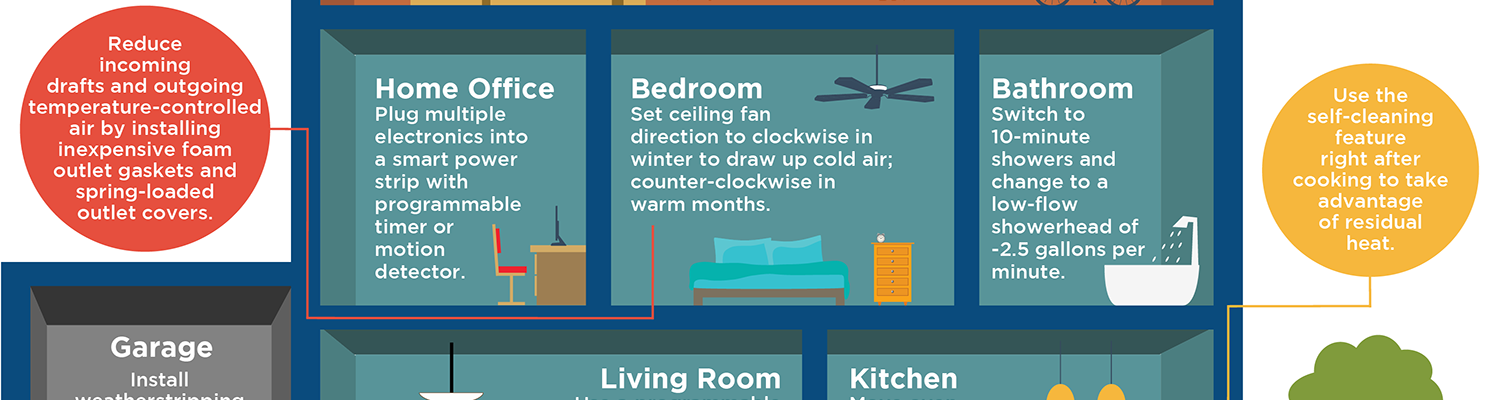 Reduce
incoming
drafts and outgoing
temperature-controlled
air by installing
inexpensive foam
outlet gaskets and
spring-loaded
outlet covers.
Home Office
Plug multiple
electronics into
a smart power
strip with
programmable
timer or
motion
detector.
Bedroom
Set ceiling fan
direction to clockwise in
winter to draw up cold air;
counter-clockwise in
warm months.
Bathroom
Switch to
10-minute
showers and
change to a
low-flow
showerhead of
-2.5 gallons per
minute.
Use the
self-cleaning
feature
right after
cooking to take
advantage
of residual
heat.
Garage
Install
weatherstripping
Living Room
Use a programmable
Kitchen